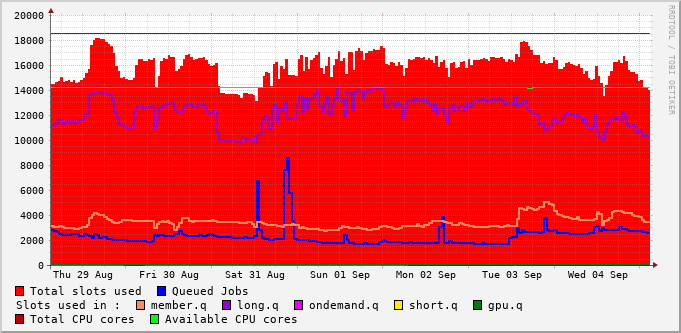 20000
18000
16000
14000
12000
10000
8000
6000
4000
2000
0
Thu 29 Aug Fri 30 Aug Sat 31 Aug Sun 01 Sep Mon 02 Sep Tue 03 Sep Wed 04 Sep
Total slots used Queued Jobs
Slots used in : member.q long.q ondemand.q short.q gpu.q
Total CPU cores Available CPU cores
RRDTOOL / TOBI OETIKER